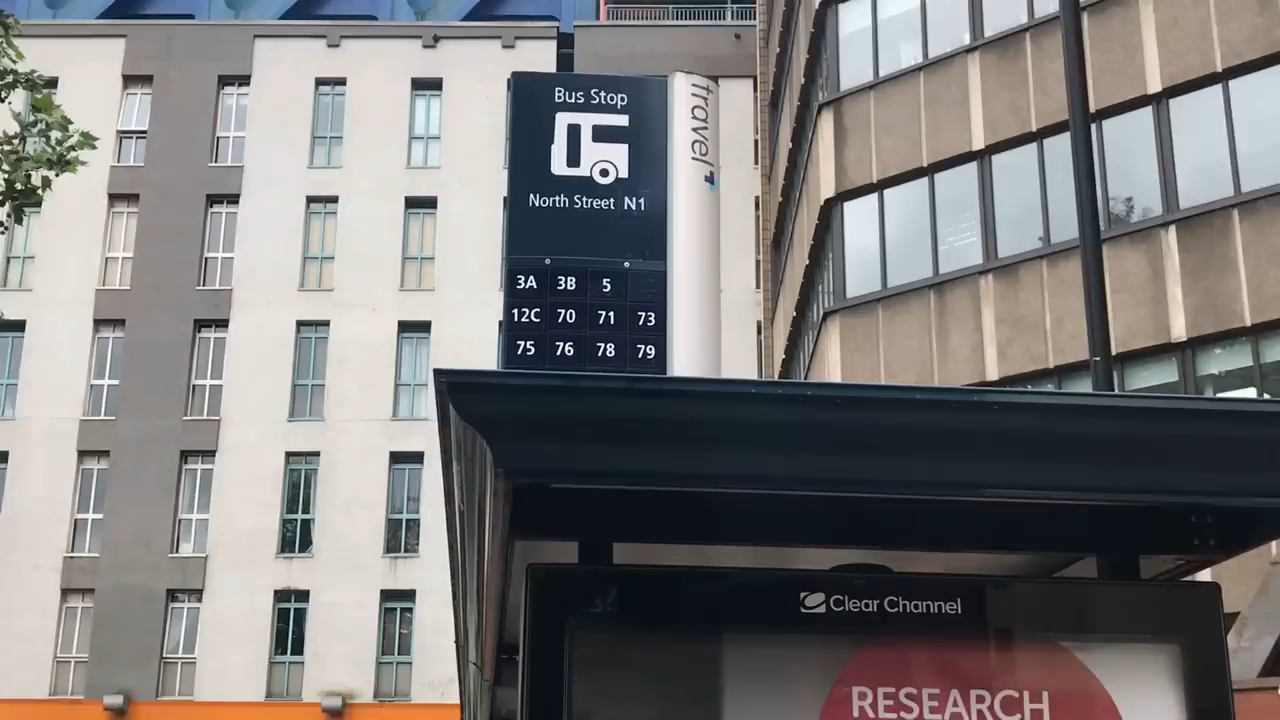 Bus Stop
North Street N1
travel
3A 3B 5
12C 70 71 73
75 76 78 79
Clear Channel
RESEARCH